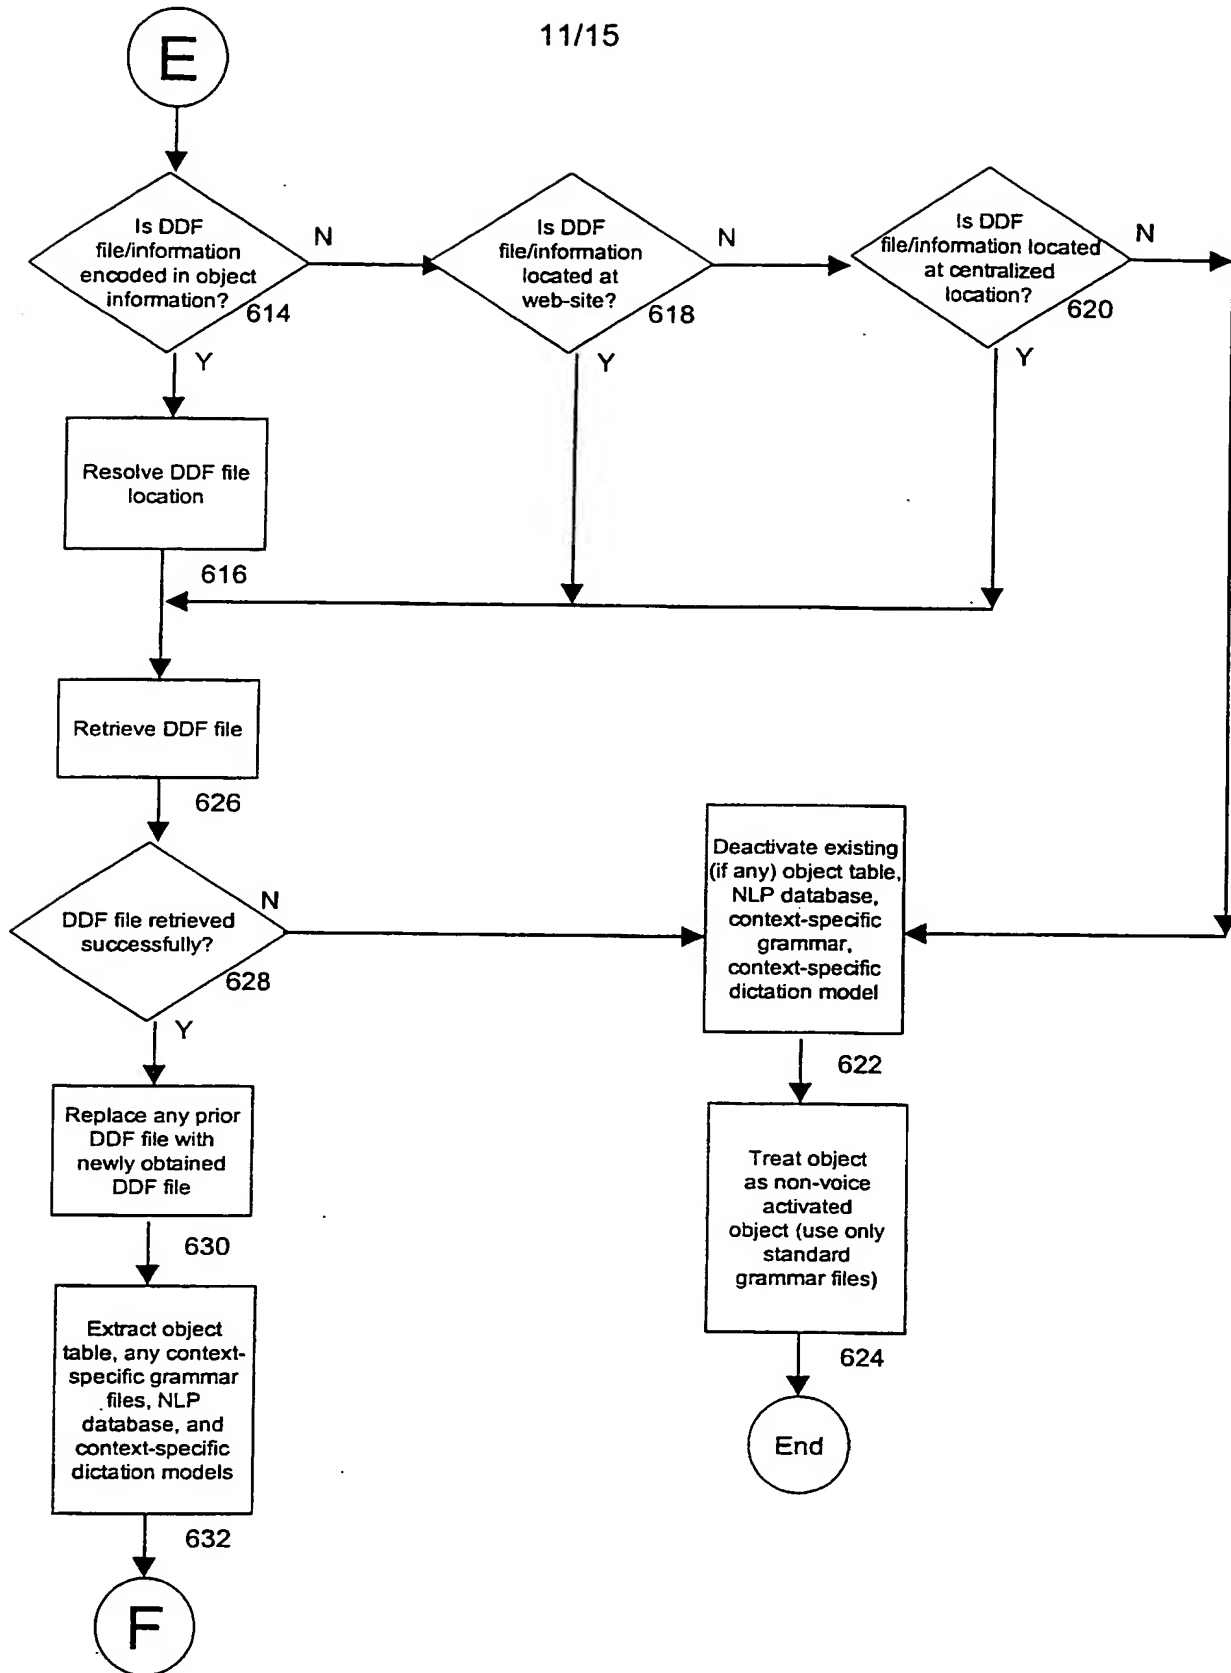 11/15
E
Is DDF
file/information
encoded in object
information?
614
N
Y
Is DDF
file/information
located at
web-site?
618
N
Y
Is DDF
file/information located
at centralized
location?
620
N
Y
Resolve DDF file
location
616
Retrieve DDF file
626
DDF file retrieved
successfully?
628
N
Y
Deactivate existing
(if any) object table,
NLP database,
context-specific
grammar,
context-specific
dictation model
622
Replace any prior
DDF file with
newly obtained
DDF file
630
Treat object
as non-voice
activated
object (use only
standard
grammar files)
624
Extract object
table, any context-
specific grammar
files, NLP
database, and
context-specific
dictation models
632
End
F